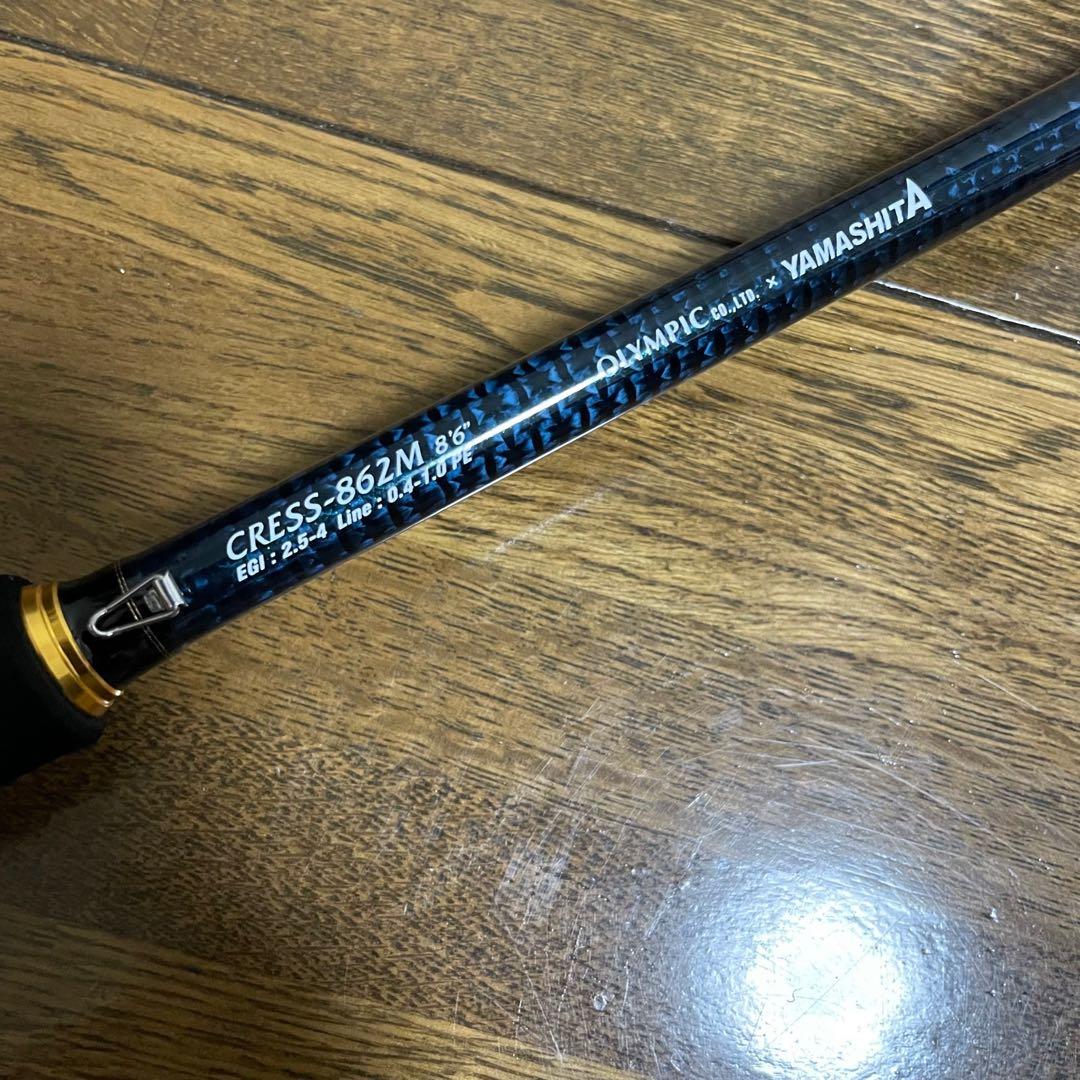 CRESS-862M 8'6"
EGI : 2.5-4 Line : 0.4-1.0 PE
OLYMPIC CO.,LTD. × YAMASHITA